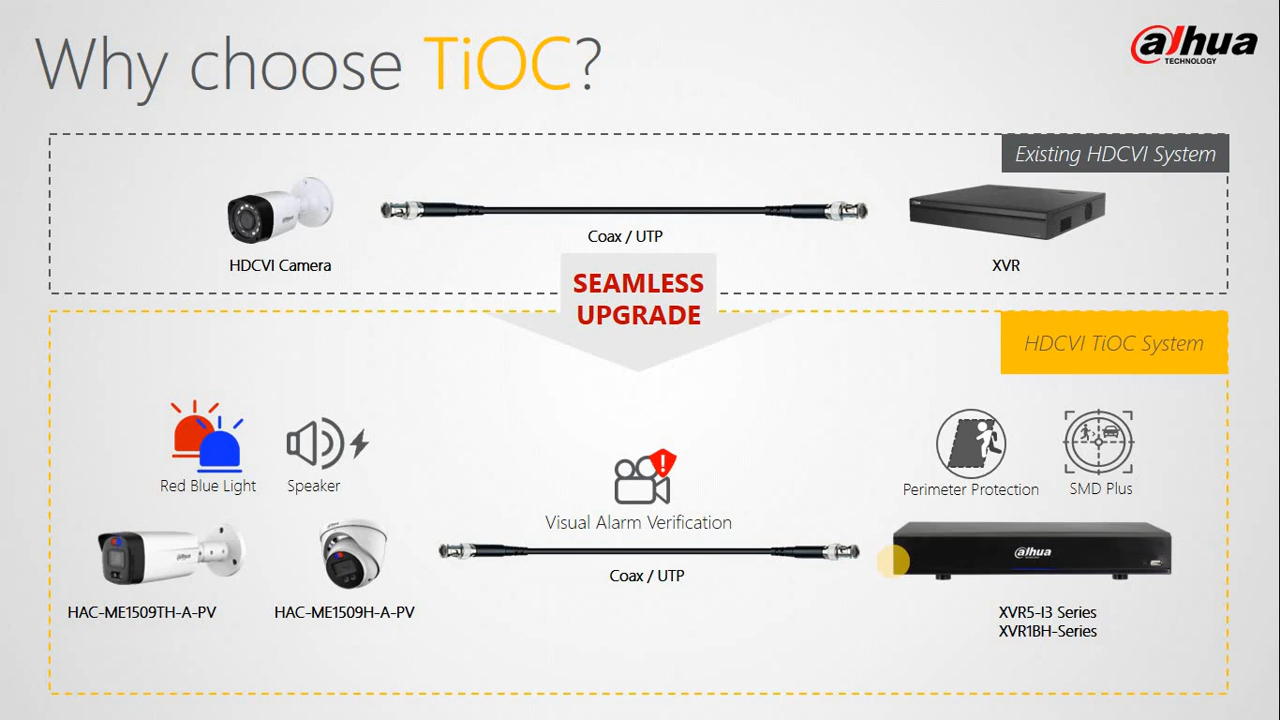 Why choose TiOC?
alhua
TECHNOLOGY
Existing HDCVI System
Coax / UTP
HDCVI Camera
XVR
SEAMLESS
UPGRADE
HDCVI TiOC System
Red Blue Light
Speaker
Perimeter Protection
SMD Plus
Visual Alarm Verification
alhua
Coax / UTP
HAC-ME1509TH-A-PV
HAC-ME1509H-A-PV
XVR5-I3 Series
XVR1BH-Series